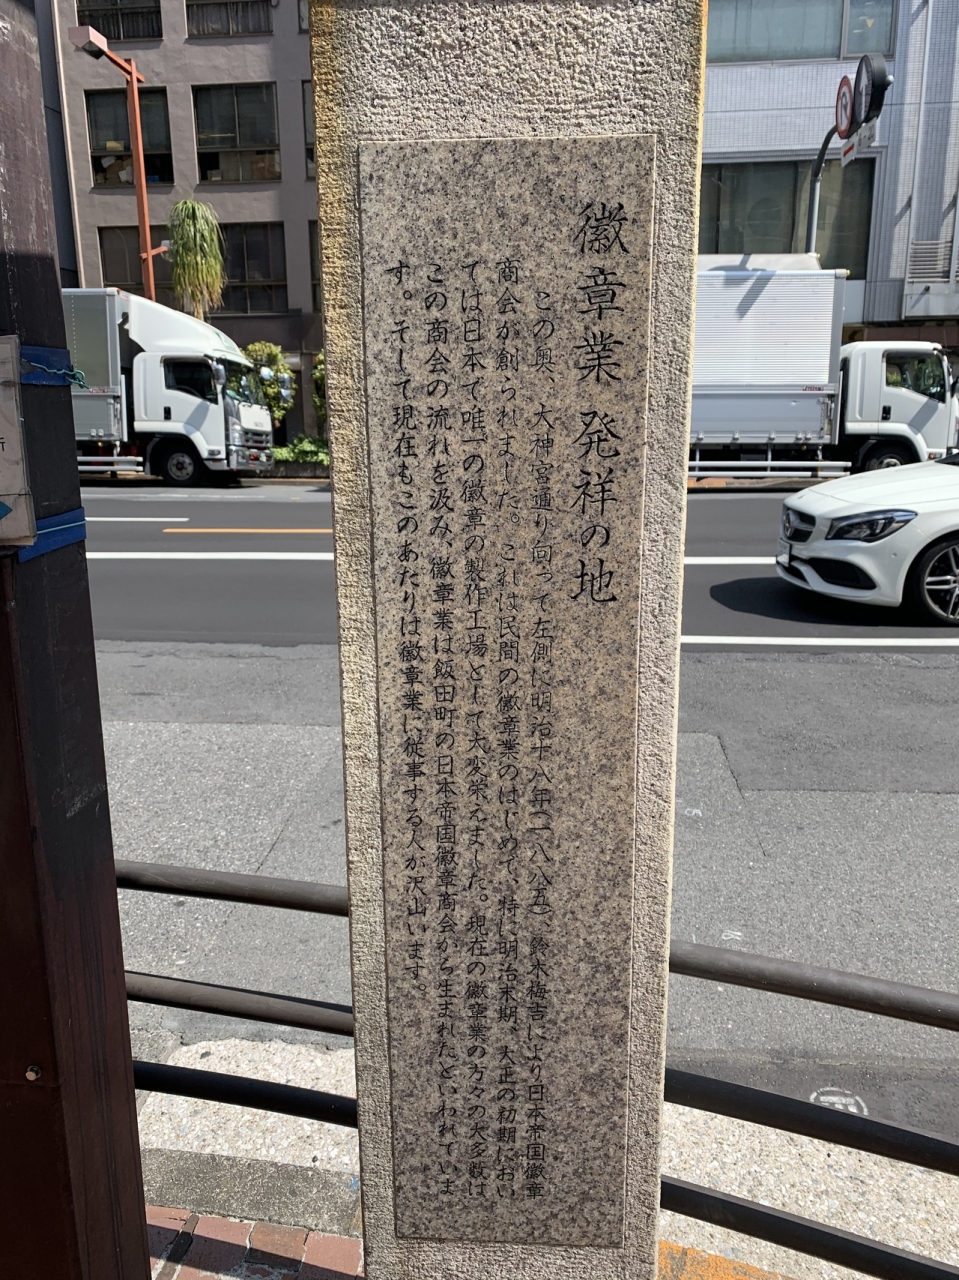 徽章業発祥の地
この奥、大神宮通り向って左側に明治十八年(一八八五)、鈴木梅吉により日本帝国徽章
商会が創られました。これは民間の徽章業のはじめで、特に明治末期、大正の初期におい
ては日本で唯一の徽章の製作工場として大変栄えました。現在の徽章業の方々の大多数は
この商会の流れを汲み、徽章業は飯田町の日本帝国徽章商会から生まれたといわれていま
す。そして現在もこのあたりは徽章業に従事する人が沢山います。